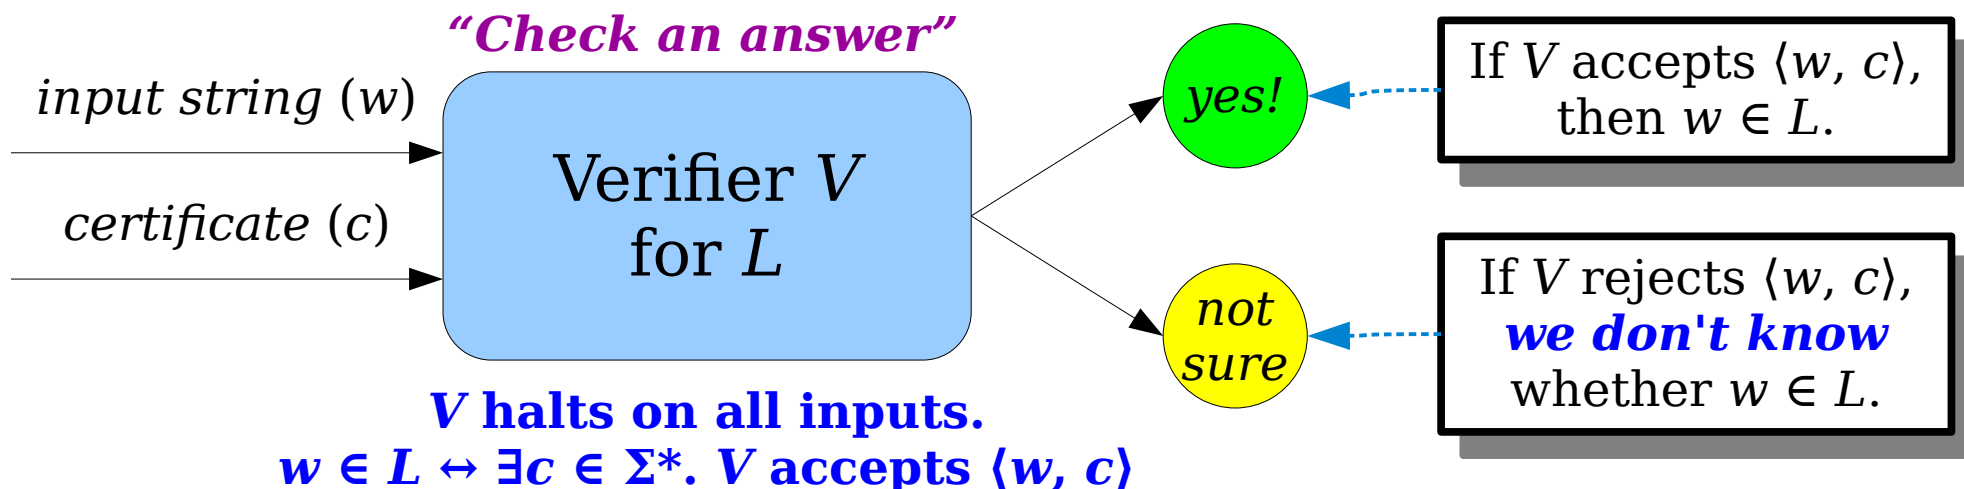 “Check an answer”
input string (w)
certificate (c)
Verifier V
for L
yes!
not
sure
If V accepts ⟨w, c⟩,
then w ∈ L.
If V rejects ⟨w, c⟩,
we don't know
whether w ∈ L.
V halts on all inputs.
w ∈ L ↔ ∃c ∈ Σ*. V accepts ⟨w, c⟩